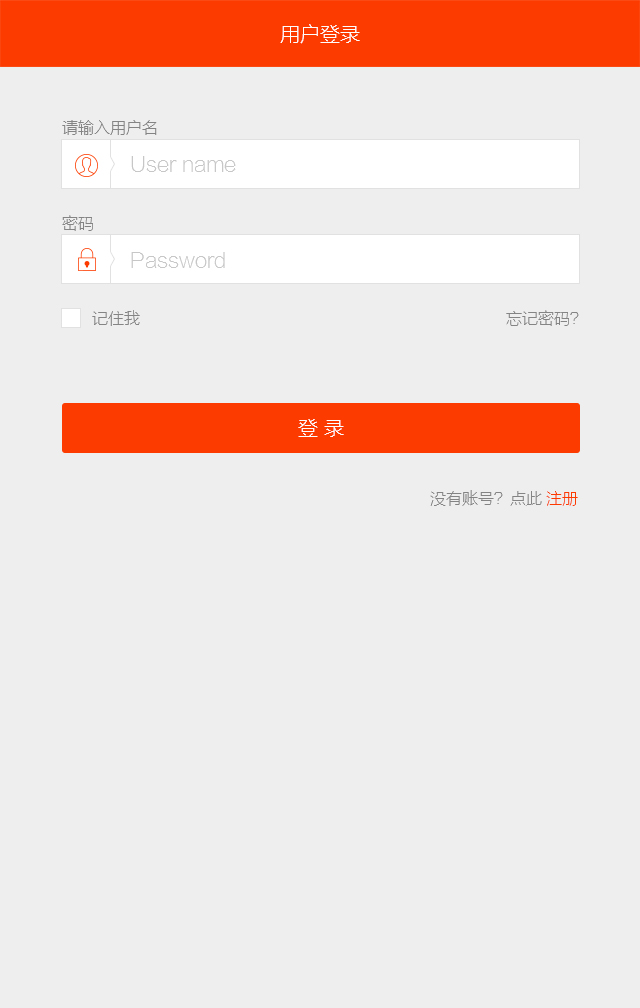 用户登录
请输入用户名
User name
密码
Password
记住我 忘记密码?
登 录
没有账号? 点此 注册